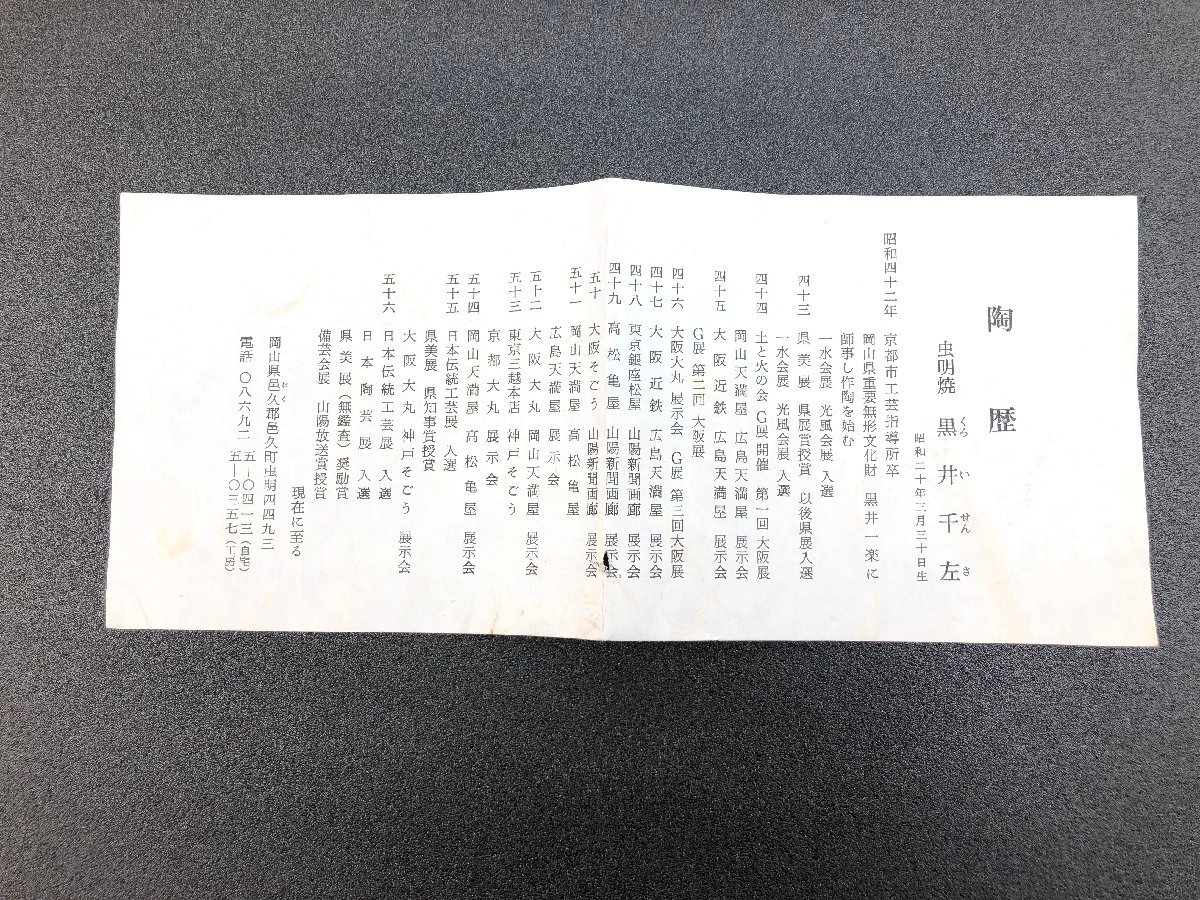 陶歴
虫明焼 黒井千左
くろ い せん さ
昭和二十年三月三十日生
昭和四十二年 京都市工芸指導所卒
岡山県重要無形文化財 黒井一楽に
師事し作陶を始む
一水会展 光風会展 入選
四十三 県美展 県展賞授賞 以後県展入選
一水会展 光風会展 入選
四十四 土と火の会 G展開催 第一回大阪展
岡山天満屋 広島天満屋 展示会
四十五 大阪近鉄 広島天満屋 展示会
G展 第二回 大阪展
四十六 大阪大丸 展示会 G展 第三回大阪展
四十七 大阪近鉄 広島天満屋 展示会
四十八 東京銀座松屋 山陽新聞画廊 展示会
四十九 高松亀屋 山陽新聞画廊 展示会
五十 大阪そごう 山陽新聞画廊 展示会
五十一 岡山天満屋 高松亀屋
広島天満屋 展示会
五十二 大阪大丸 岡山天満屋 展示会
五十三 東京三越本店 神戸そごう
京都大丸 展示会
五十四 岡山天満屋 高松亀屋 展示会
五十五 日本伝統工芸展 入選
県美展 県知事賞授賞
大阪大丸 神戸そごう 展示会
五十六 日本伝統工芸展 入選
日本陶芸展 入選
県美展(無鑑査)奨励賞
備芸会展 山陽放送賞授賞
現在に至る
岡山県邑久郡邑久町虫明四四九三
おく
電話 〇八六九二 五-〇四一三(自宅)
五-〇三五七(工房)